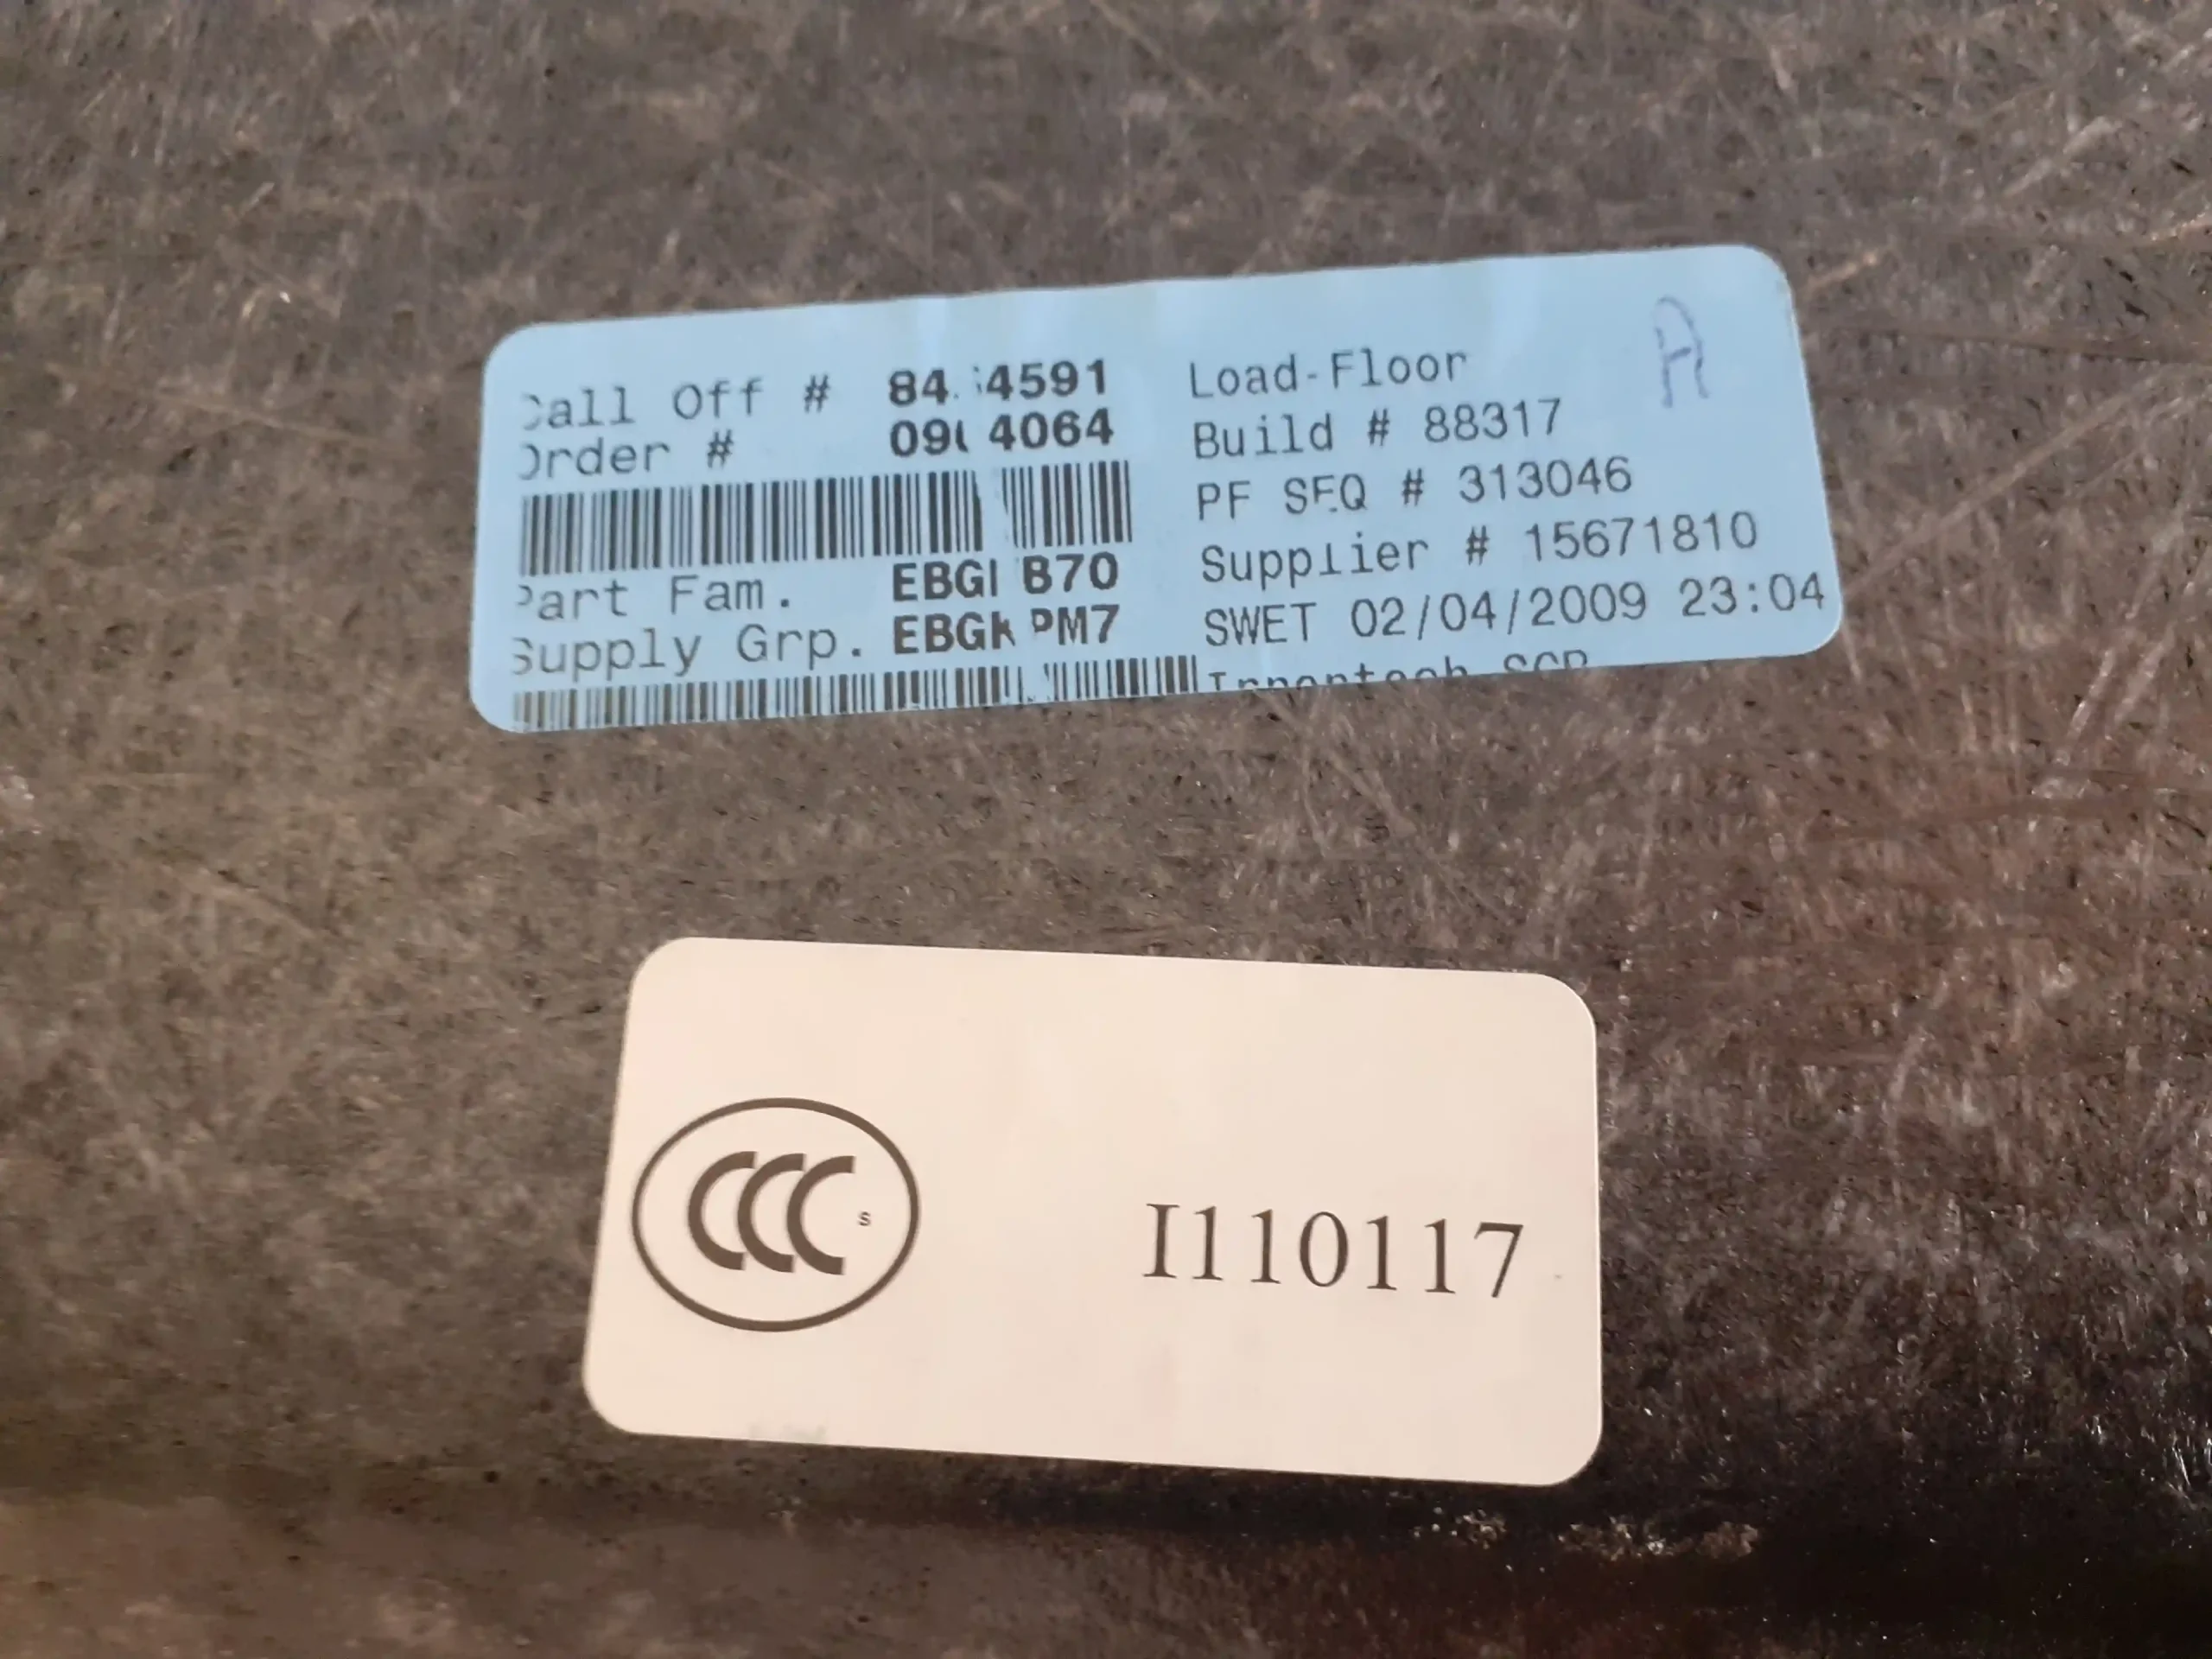 Call Off #
Order #
Part Fam.
Supply Grp.
Load-Floor
Build # 88317
PF SEQ # 313046
Supplier # 15671810
SWET 02/04/2009 23:04
A
CCC S
I110117